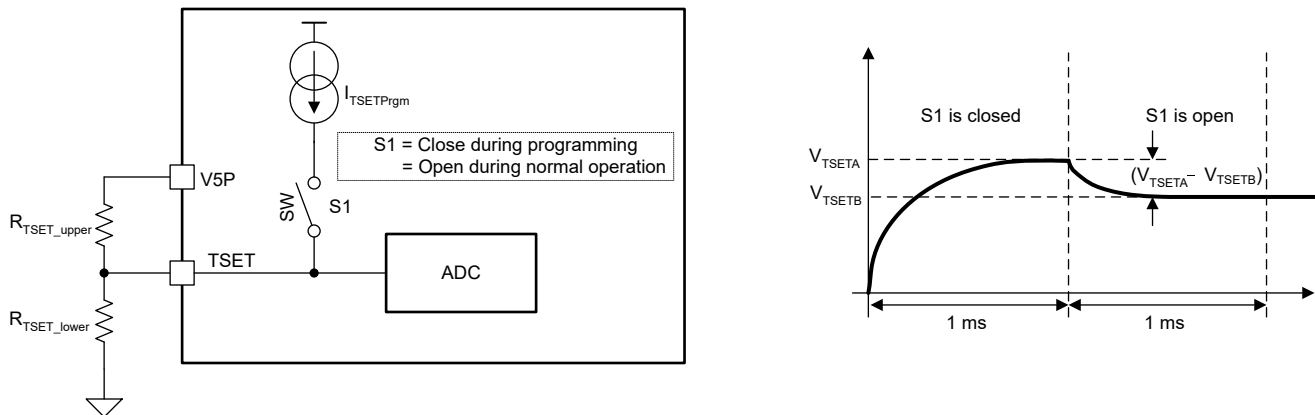 I_TSETPrgm
S1 = Close during programming
= Open during normal operation
V5P
SW
S1
R_TSET_upper
TSET
ADC
R_TSET_lower
S1 is closed
S1 is open
V_TSETA
(V_TSETA – V_TSETB)
V_TSETB
1 ms
1 ms